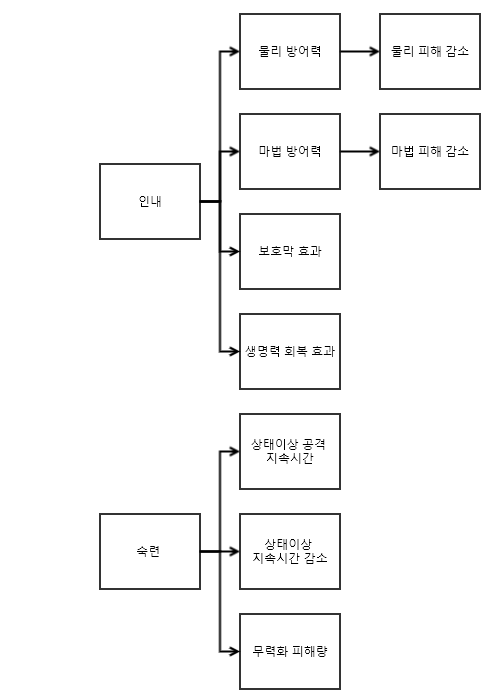 물리 방어력
물리 피해 감소
마법 방어력
마법 피해 감소
인내
보호막 효과
생명력 회복 효과
상태이상 공격
지속시간
숙련
상태이상
지속시간 감소
무력화 피해량